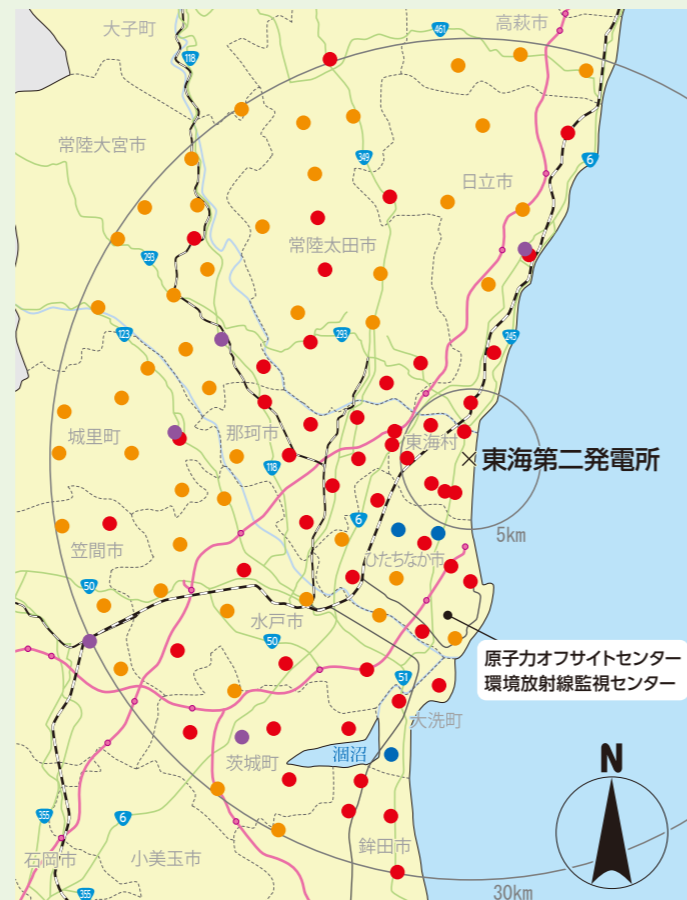 大子町
高萩市
461
118
常陸大宮市
349
6
日立市
常陸太田市
293
123
293
245
城里町
那珂市
東海村
118
東海第二発電所
6
5km
笠間市
ひたちなか市
50
水戸市
50
原子力オフサイトセンター
環境放射線監視センター
51
大洗町
茨城町
涸沼
N
355
6
石岡市
小美玉市
鉾田市
355
30km